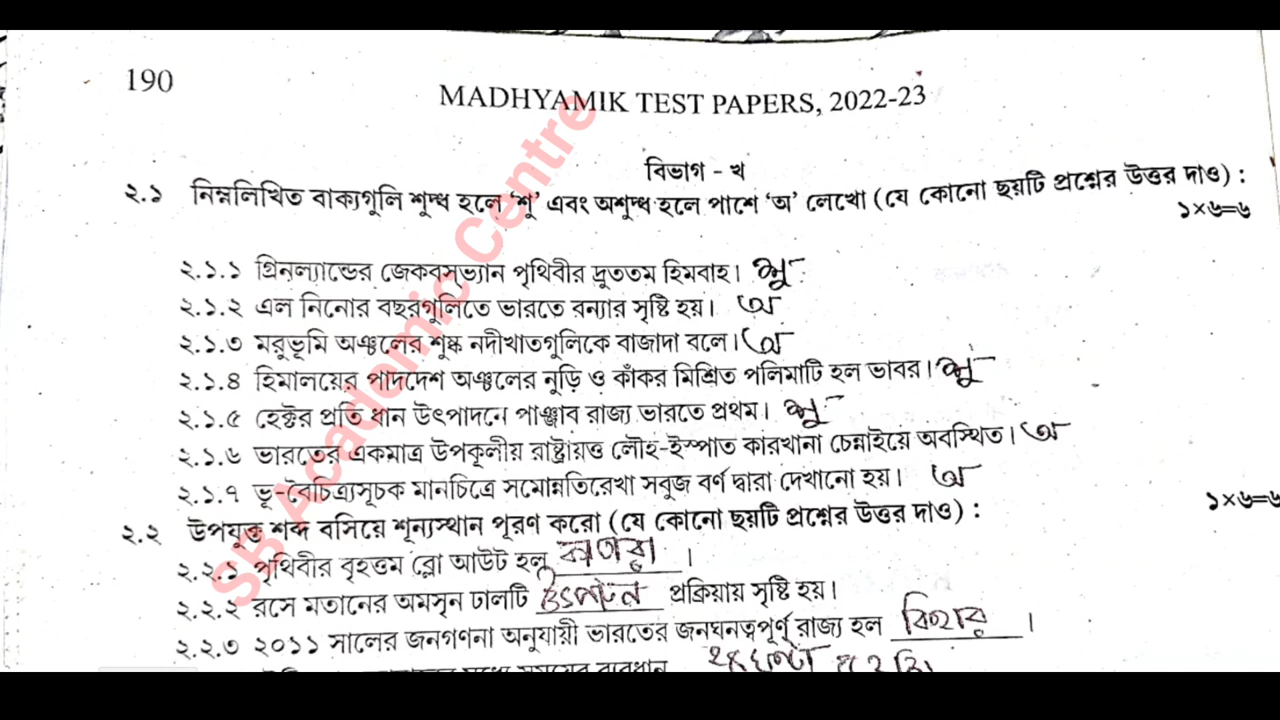 190
MADHYAMIK TEST PAPERS, 2022-23
বিভাগ - খ
২.১ নিম্নলিখিত বাক্যগুলি শুদ্ধ হলে ‘শু’ এবং অশুদ্ধ হলে পাশে ‘অ’ লেখো (যে কোনো ছয়টি প্রশ্নের উত্তর দাও) :
১×৬=৬
২.১.১ গ্রিনল্যান্ডের জেকবস্‌ভ্যান পৃথিবীর দ্রুততম হিমবাহ। শু
২.১.২ এল নিনোর বছরগুলিতে ভারতে বন্যার সৃষ্টি হয়। অ
২.১.৩ মরুভূমি অঞ্চলের শুষ্ক নদীখাতগুলিকে বাজাদা বলে। অ
২.১.৪ হিমালয়ের পাদদেশ অঞ্চলের নুড়ি ও কাঁকর মিশ্রিত পলিমাটি হল ভাবর। শু
২.১.৫ হেক্টর প্রতি ধান উৎপাদনে পাঞ্জাব রাজ্য ভারতে প্রথম। শু
২.১.৬ ভারতের একমাত্র উপকূলীয় রাষ্ট্রায়ত্ত লৌহ-ইস্পাত কারখানা চেন্নাইয়ে অবস্থিত। অ
২.১.৭ ভূ-বৈচিত্র্যসূচক মানচিত্রে সমোন্নতিরেখা সবুজ বর্ণ দ্বারা দেখানো হয়। অ
২.২ উপযুক্ত শব্দ বসিয়ে শূন্যস্থান পূরণ করো (যে কোনো ছয়টি প্রশ্নের উত্তর দাও) :
১×৬=৬
২.২.১ পৃথিবীর বৃহত্তম ব্লো আউট হল কাতারা ।
২.২.২ রসে মতানের অমসৃন ঢালটি উৎপাটন প্রক্রিয়ায় সৃষ্টি হয়।
২.২.৩ ২০১১ সালের জনগণনা অনুযায়ী ভারতের জনঘনত্বপূর্ণ রাজ্য হল বিহার ।
SB Academic Centre